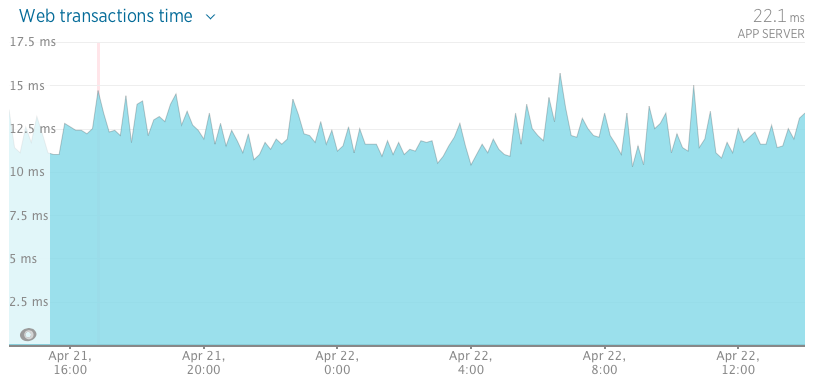 Web transactions time
22.1 ms
APP SERVER
17.5 ms
15 ms
12.5 ms
10 ms
7.5 ms
5 ms
2.5 ms
Apr 21, Apr 21, Apr 22, Apr 22, Apr 22, Apr 22,
16:00 20:00 0:00 4:00 8:00 12:00